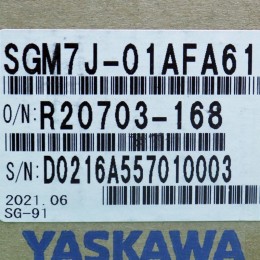 SGM7J-01AFA61
O/N: R20703-168
S/N: D0216A557010003
2021.06
SG-91
YASKAWA